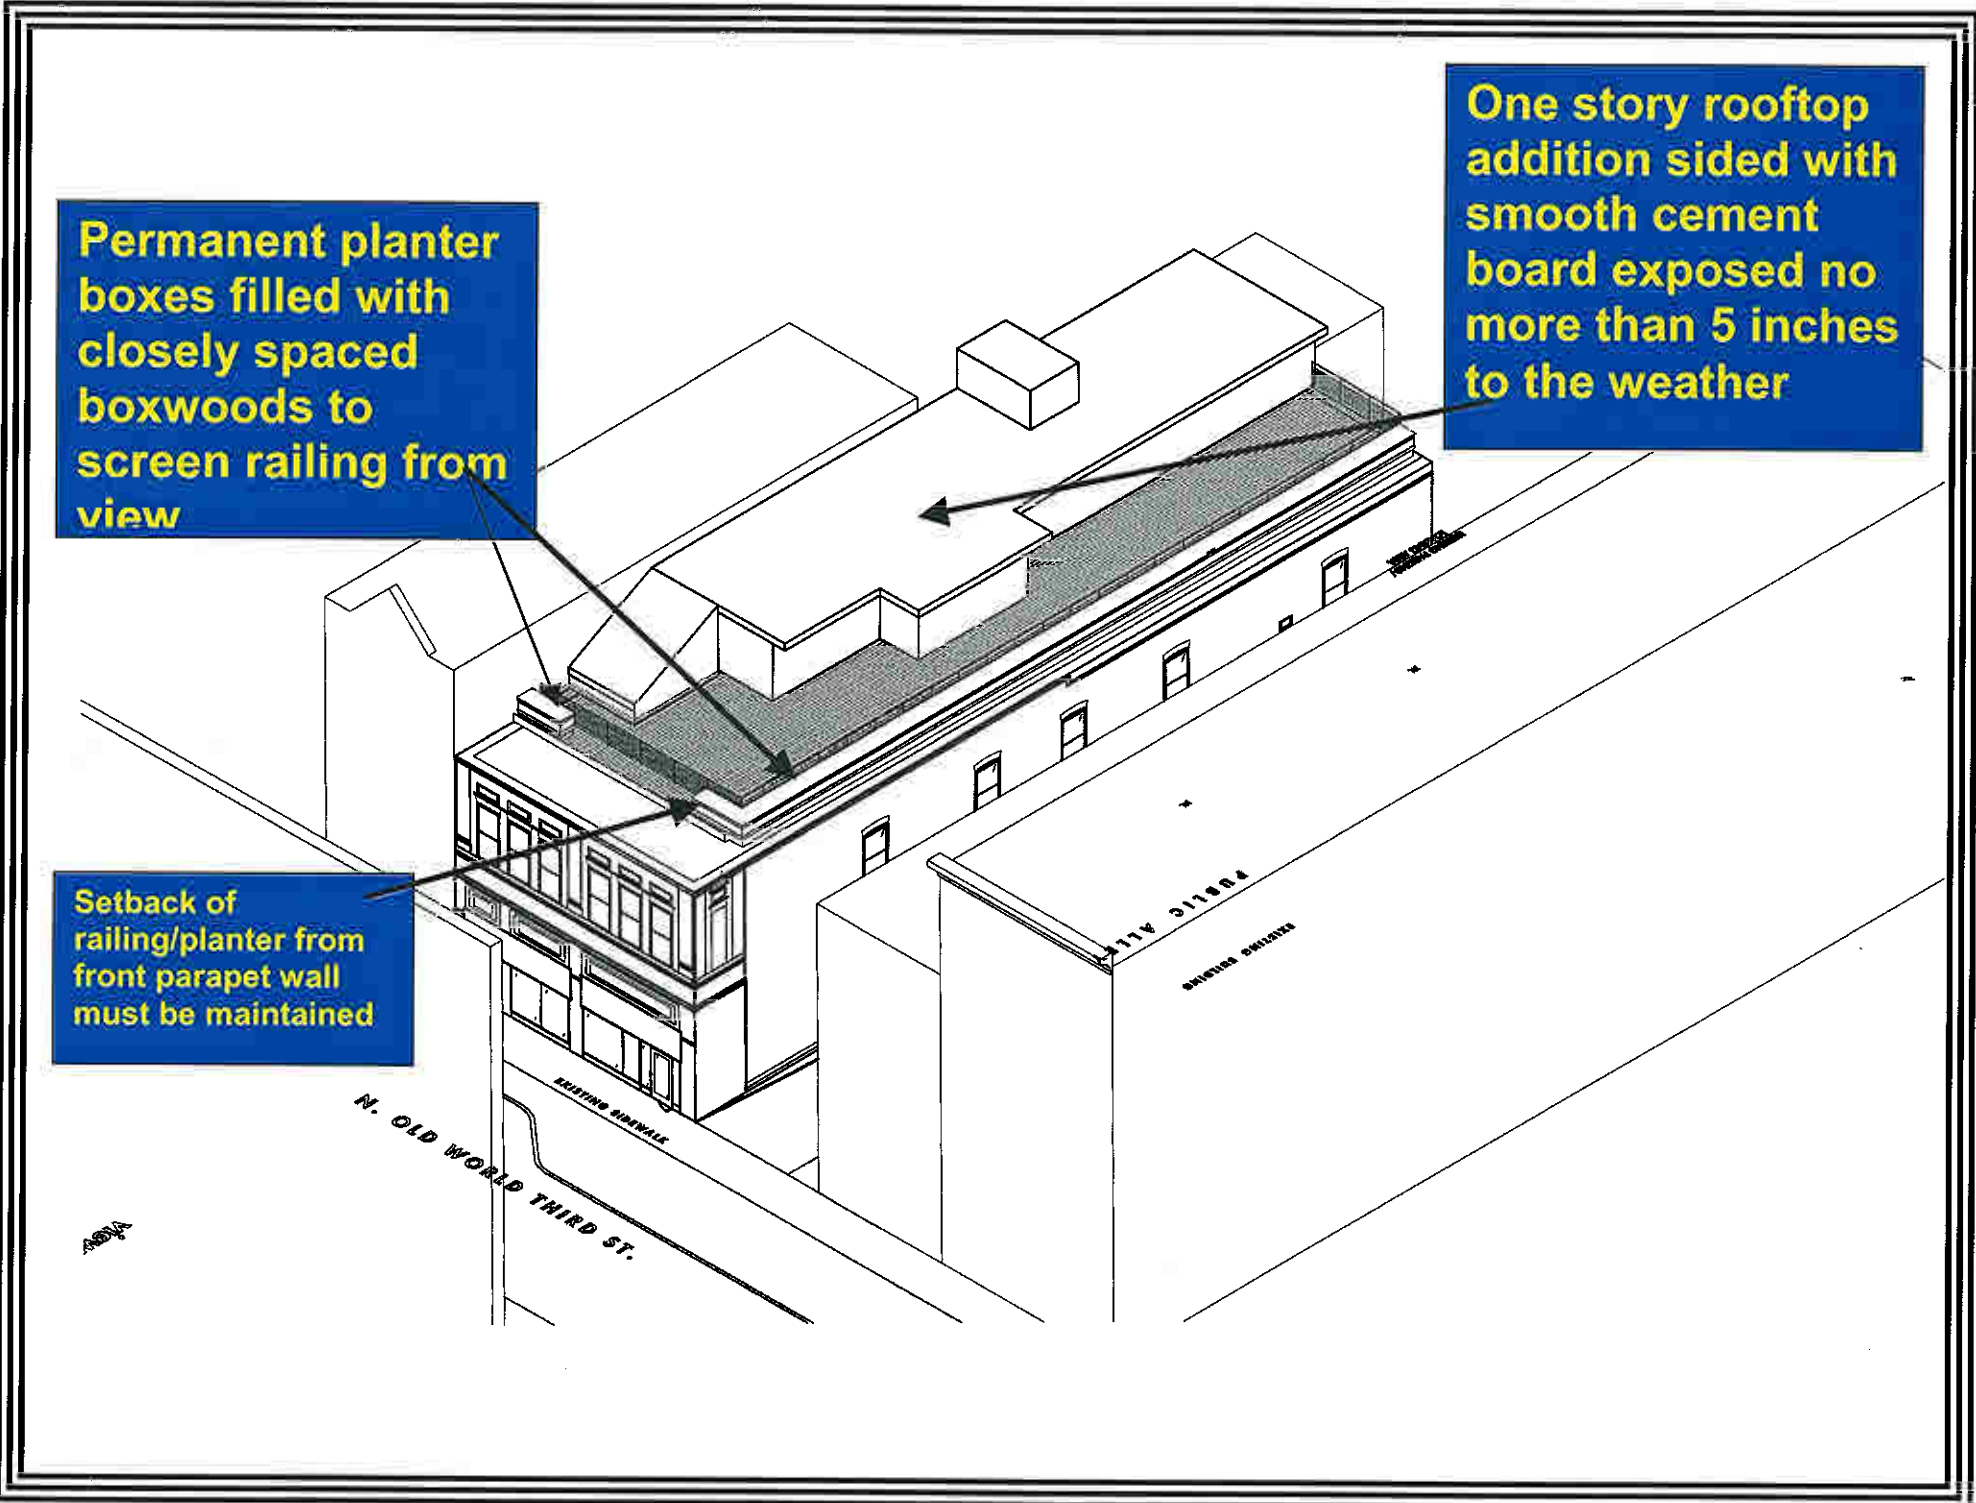 One story rooftop
addition sided with
smooth cement
board exposed no
more than 5 inches
to the weather
Permanent planter
boxes filled with
closely spaced
boxwoods to
screen railing from
view
Setback of
railing/planter from
front parapet wall
must be maintained
PUBLIC
EXISTING BUILDING
EXISTING SIDEWALK
N. OLD WORLD THIRD ST.